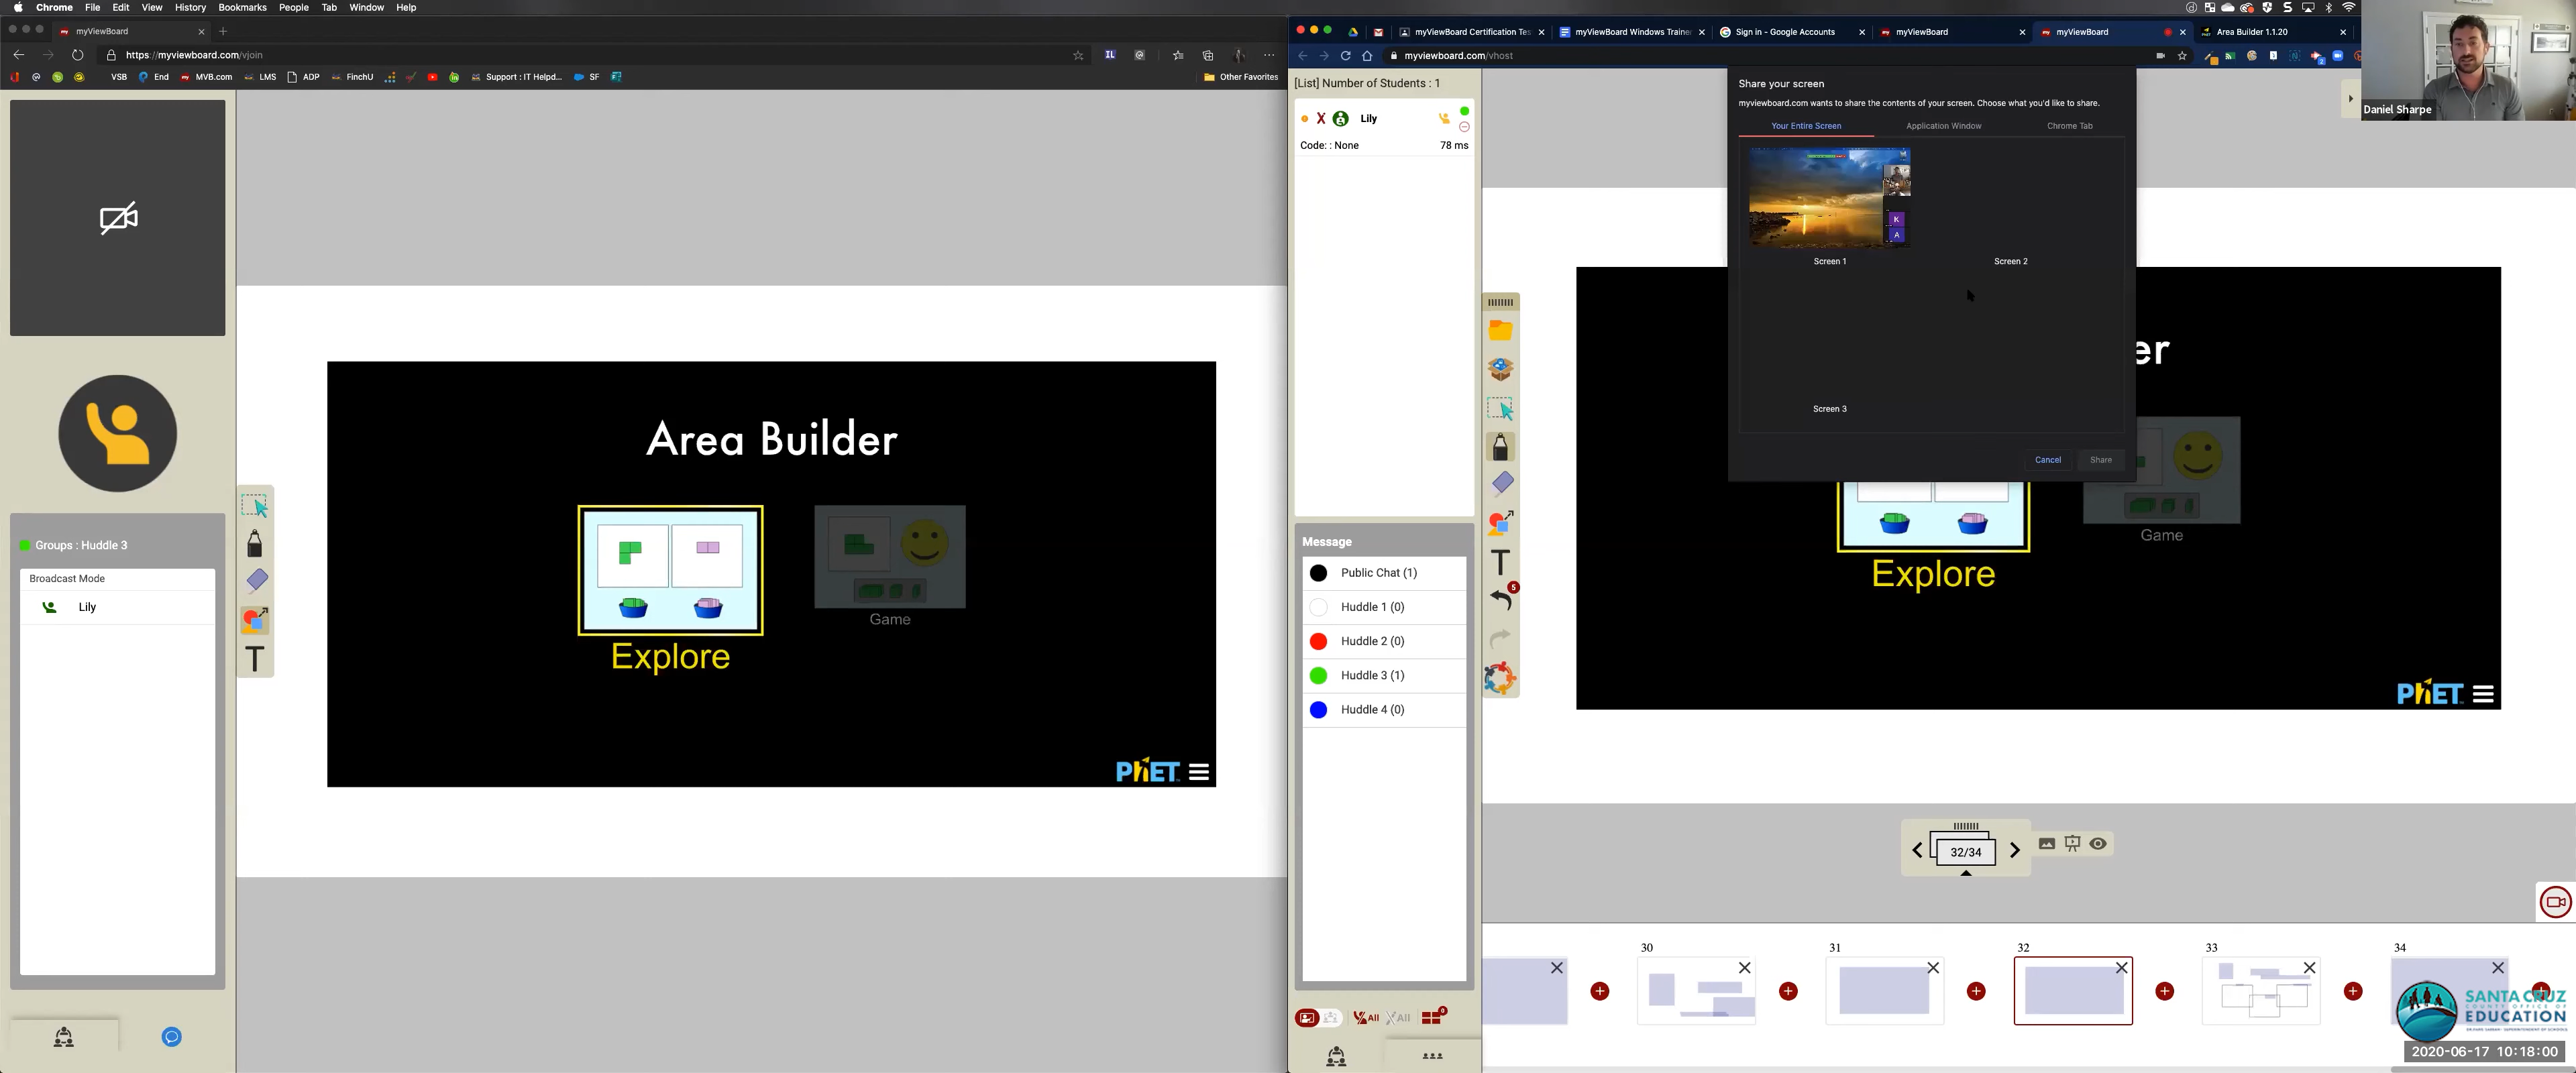 Chrome File Edit View History Bookmarks People Tab Window Help
myViewBoard
https://myviewboard.com/vjoin
VSB End MVB.com LMS ADP FinchU Support : IT Helpd... SF Other Favorites
Groups : Huddle 3
Broadcast Mode
Lily
T
Area Builder
Explore
Game
PhET
myViewBoard Certification Tes
myViewBoard Windows Trainer
Sign in - Google Accounts
myViewBoard
myViewBoard
Area Builder 1.1.20
myviewboard.com/vhost
[List] Number of Students : 1
X Lily
Code: : None 78 ms
Message
Public Chat (1)
Huddle 1 (0)
Huddle 2 (0)
Huddle 3 (1)
Huddle 4 (0)
All All
Share your screen
myviewboard.com wants to share the contents of your screen. Choose what you'd like to share.
Your Entire Screen Application Window Chrome Tab
K
A
Screen 1 Screen 2
Screen 3
Cancel Share
Daniel Sharpe
T
5
er
Explore
Game
PhET
32/34
30 31 32 33 34
SANTA CRUZ
COUNTY OFFICE OF
EDUCATION
2020-06-17 10:18:00